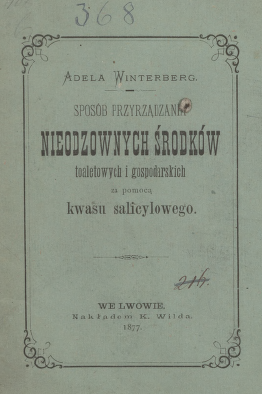 368
ADELA WINTERBERG.
SPOSÓB PRZYRZĄDZANIA
NIEODZOWNYCH ŚRODKÓW
toaletowych i gospodarskich
za pomocą
kwasu salicylowego.
WE LWOWIE,
Nakładem K. Wilda.
1877.